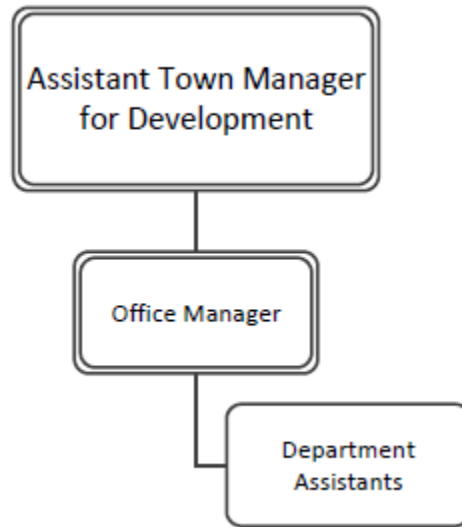 Assistant Town Manager
for Development
Office Manager
Department
Assistants